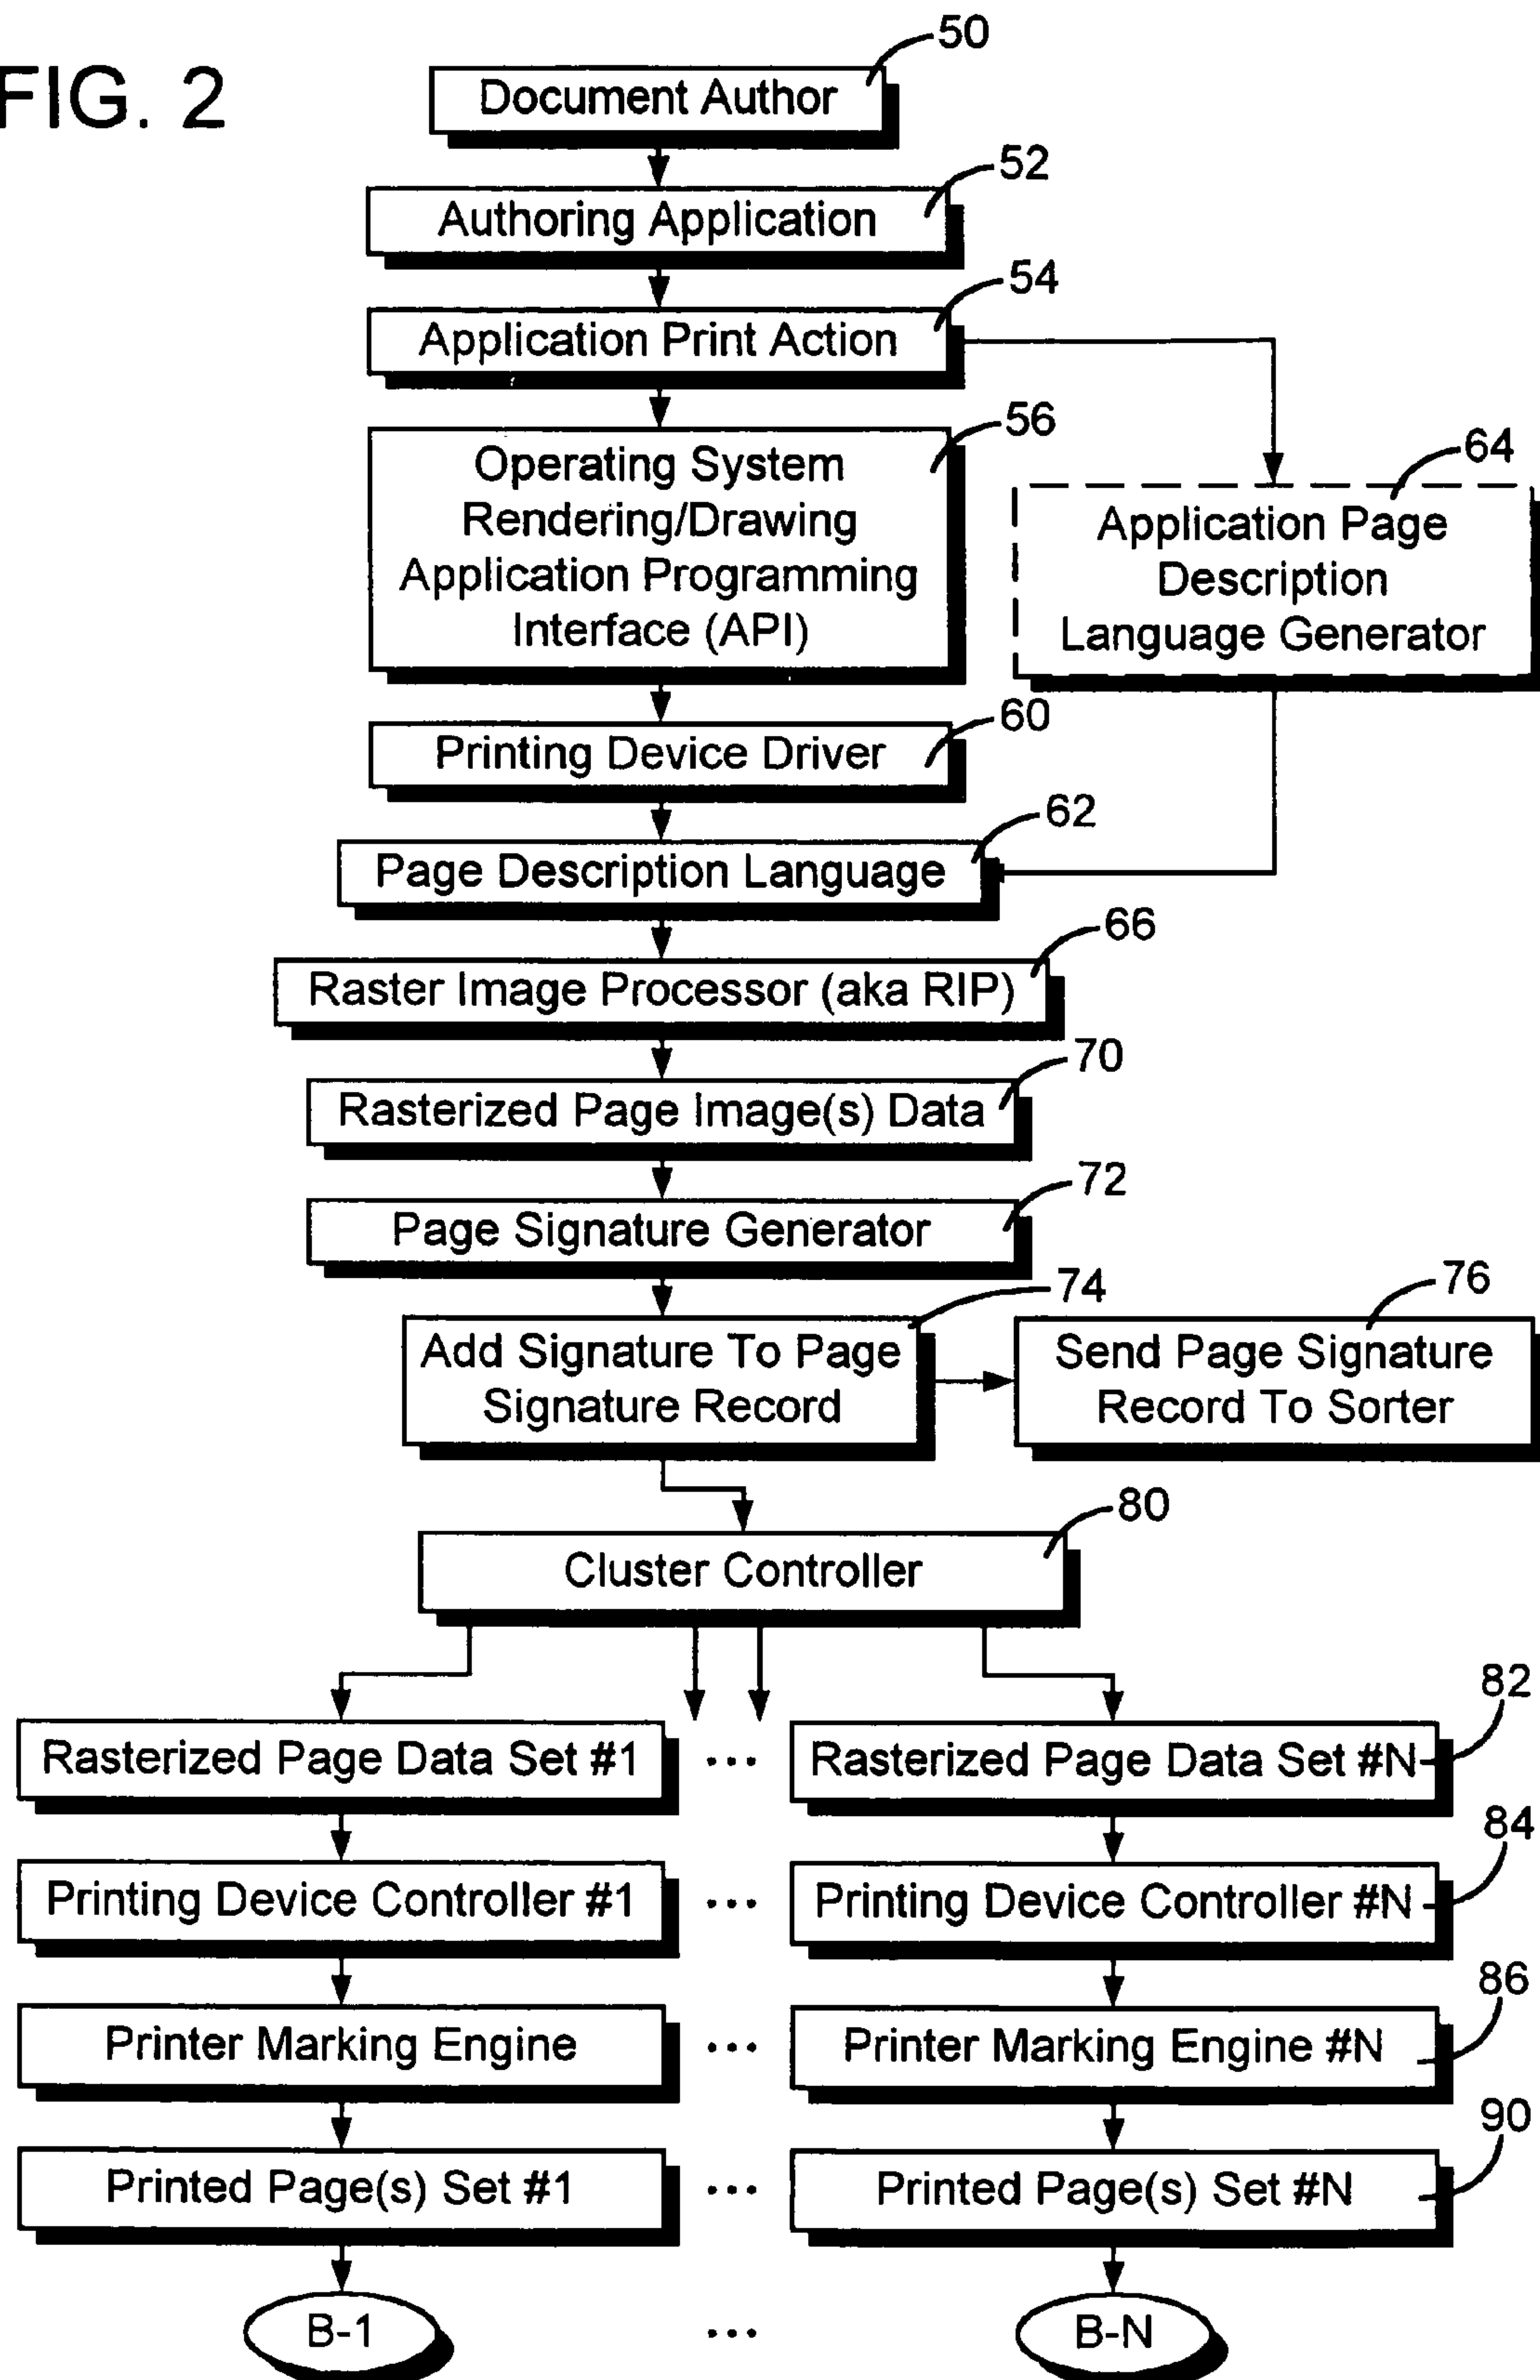 FIG. 2
50
Document Author
52
Authoring Application
54
Application Print Action
56
Operating System
Rendering/Drawing
Application Programming
Interface (API)
64
Application Page
Description
Language Generator
60
Printing Device Driver
62
Page Description Language
66
Raster Image Processor (aka RIP)
70
Rasterized Page Image(s) Data
72
Page Signature Generator
74
Add Signature To Page
Signature Record
76
Send Page Signature
Record To Sorter
80
Cluster Controller
82
Rasterized Page Data Set #1 ... Rasterized Page Data Set #N
84
Printing Device Controller #1 ... Printing Device Controller #N
86
Printer Marking Engine ... Printer Marking Engine #N
90
Printed Page(s) Set #1 ... Printed Page(s) Set #N
B-1 ... B-N